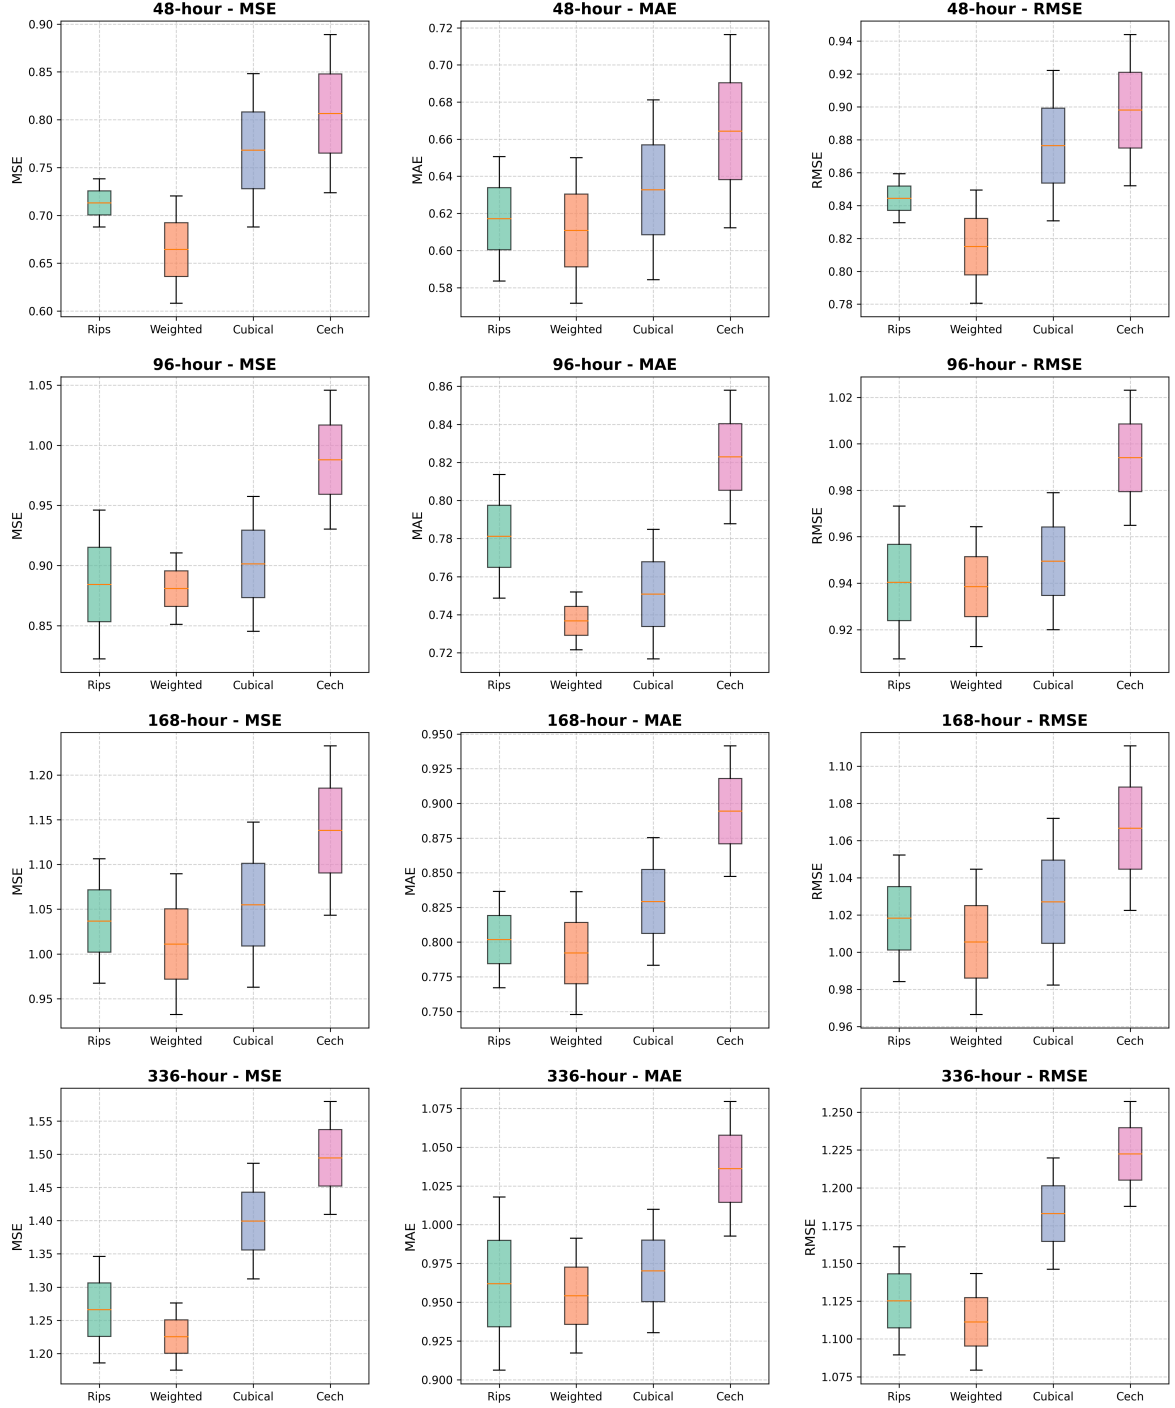 48-hour - MSE
MSE
0.90
0.85
0.80
0.75
0.70
0.65
0.60
Rips Weighted Cubical Cech
48-hour - MAE
MAE
0.72
0.70
0.68
0.66
0.64
0.62
0.60
0.58
Rips Weighted Cubical Cech
48-hour - RMSE
RMSE
0.94
0.92
0.90
0.88
0.86
0.84
0.82
0.80
0.78
Rips Weighted Cubical Cech
96-hour - MSE
MSE
1.05
1.00
0.95
0.90
0.85
Rips Weighted Cubical Cech
96-hour - MAE
MAE
0.86
0.84
0.82
0.80
0.78
0.76
0.74
0.72
Rips Weighted Cubical Cech
96-hour - RMSE
RMSE
1.02
1.00
0.98
0.96
0.94
0.92
Rips Weighted Cubical Cech
168-hour - MSE
MSE
1.20
1.15
1.10
1.05
1.00
0.95
Rips Weighted Cubical Cech
168-hour - MAE
MAE
0.950
0.925
0.900
0.875
0.850
0.825
0.800
0.775
0.750
Rips Weighted Cubical Cech
168-hour - RMSE
RMSE
1.10
1.08
1.06
1.04
1.02
1.00
0.98
0.96
Rips Weighted Cubical Cech
336-hour - MSE
MSE
1.55
1.50
1.45
1.40
1.35
1.30
1.25
1.20
Rips Weighted Cubical Cech
336-hour - MAE
MAE
1.075
1.050
1.025
1.000
0.975
0.950
0.925
0.900
Rips Weighted Cubical Cech
336-hour - RMSE
RMSE
1.250
1.225
1.200
1.175
1.150
1.125
1.100
1.075
Rips Weighted Cubical Cech